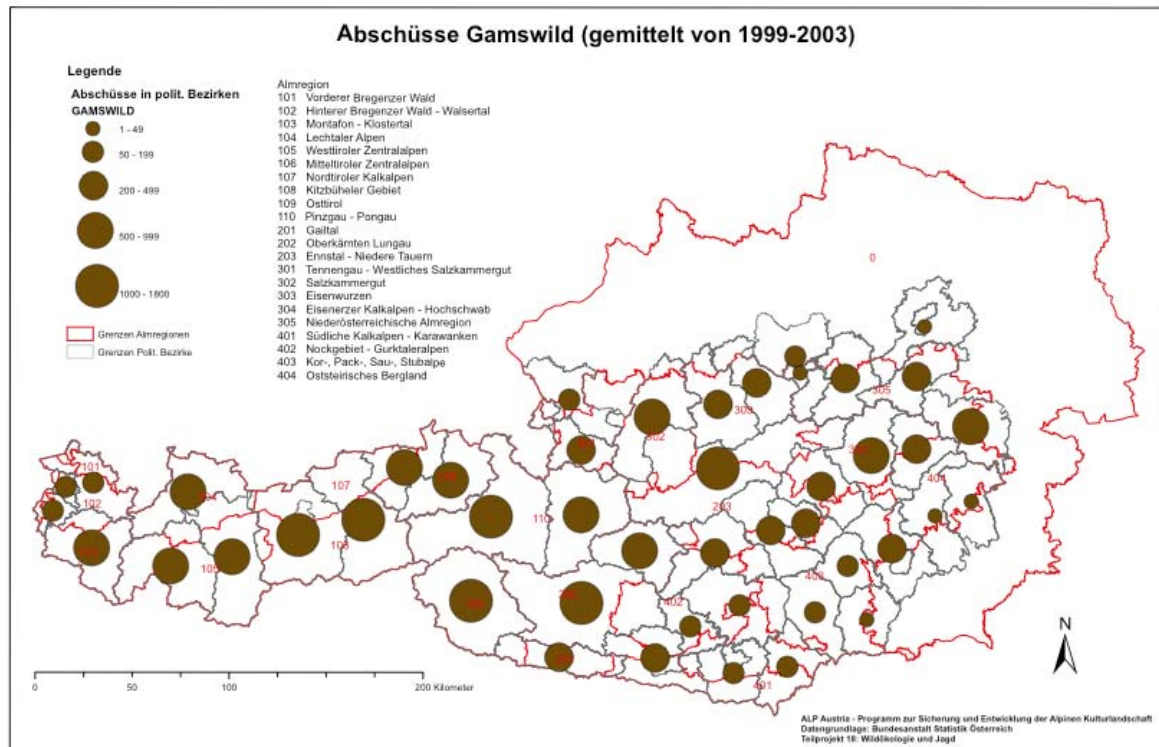 Abschüsse Gamswild (gemittelt von 1999-2003)
Legende
Abschüsse in polit. Bezirken
GAMSWILD
1 - 49
50 - 199
200 - 499
500 - 999
1000 - 1800
Grenzen Almregionen
Grenzen Polit. Bezirke
Almregion
101 Vorderer Bregenzer Wald
102 Hinterer Bregenzer Wald - Walsertal
103 Montafon - Klostertal
104 Lechtaler Alpen
105 Westtiroler Zentralalpen
106 Mitteltiroler Zentralalpen
107 Nordtiroler Kalkalpen
108 Kitzbüheler Gebiet
109 Osttirol
110 Pinzgau - Pongau
201 Gailtal
202 Oberkärnten Lungau
203 Ennstal - Niedere Tauern
301 Tennengau - Westliches Salzkammergut
302 Salzkammergut
303 Eisenwurzen
304 Eisenerzer Kalkalpen - Hochschwab
305 Niederösterreichische Almregion
401 Südliche Kalkalpen - Karawanken
402 Nockgebiet - Gurktaleralpen
403 Kor-, Pack-, Sau-, Stubalpe
404 Oststeirisches Bergland
0
305
303
302
101
102
107
404
203
110
106
105
403
402
401
N
0 50 100 200 Kilometer
ALP Austria - Programm zur Sicherung und Entwicklung der Alpinen Kulturlandschaft
Datengrundlage: Bundesanstalt Statistik Österreich
Teilprojekt 18: Wildökologie und Jagd